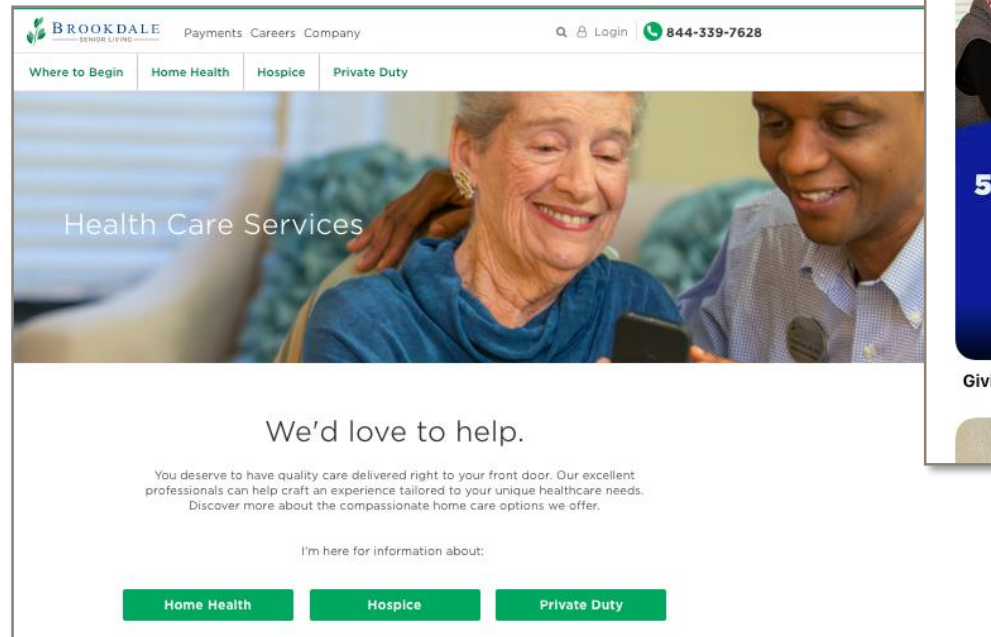 BROOKDALE
SENIOR LIVING
Payments Careers Company
Login
844-339-7628
Where to Begin
Home Health
Hospice
Private Duty
Health Care Services
We'd love to help.
You deserve to have quality care delivered right to your front door. Our excellent
professionals can help craft an experience tailored to your unique healthcare needs.
Discover more about the compassionate home care options we offer.
I'm here for information about:
Home Health
Hospice
Private Duty
5
Givi